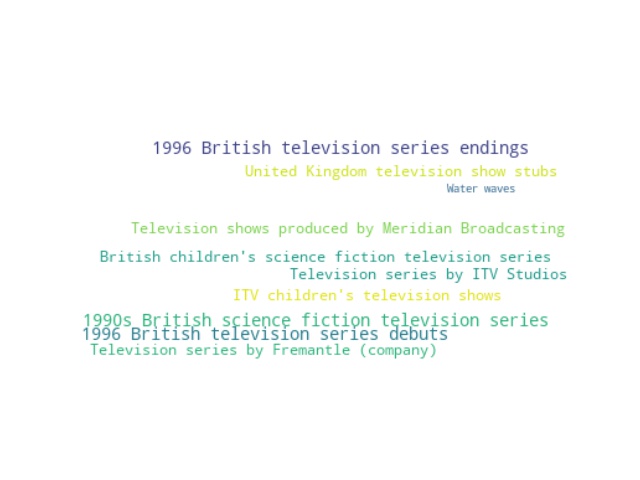 1996 British television series endings
United Kingdom television show stubs
Water waves
Television shows produced by Meridian Broadcasting
British children's science fiction television series
Television series by ITV Studios
ITV children's television shows
1990s British science fiction television series
1996 British television series debuts
Television series by Fremantle (company)